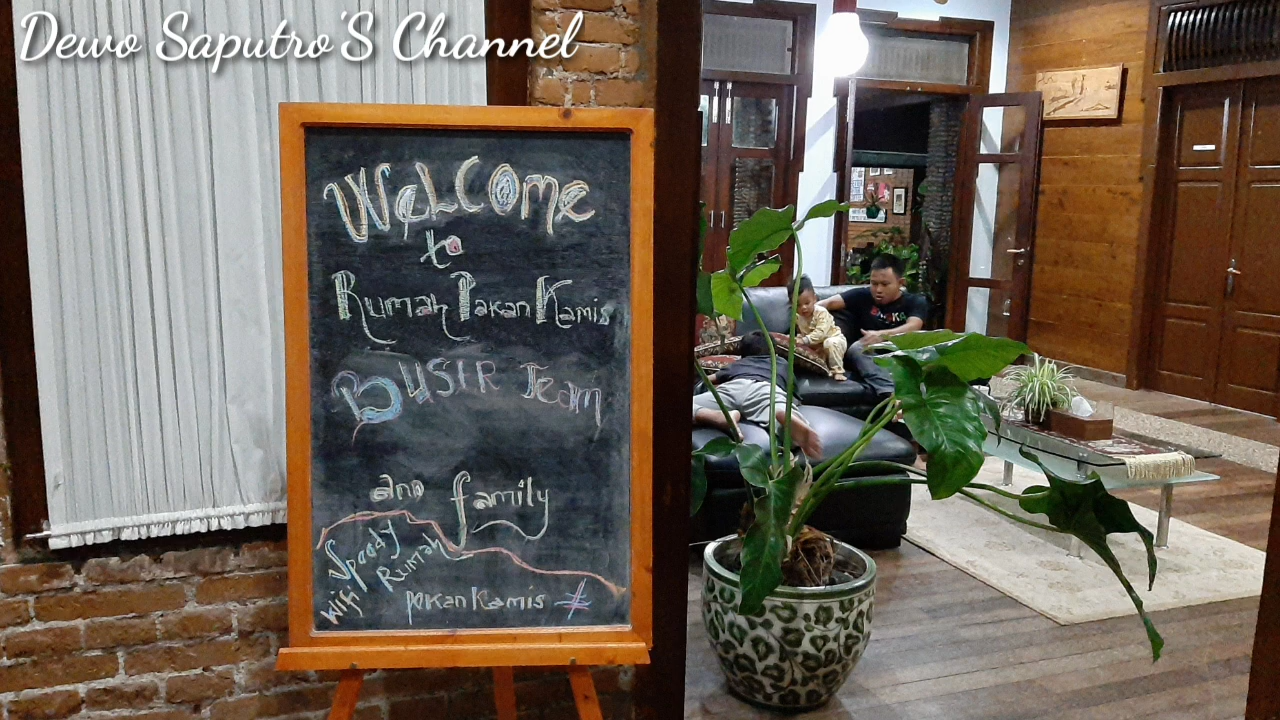 Dewo Saputro'S Channel
WeLCOme
to
Rumah Pakan Kamis
BUSIR Team
and family
Speedy
Wifi Rumah
pakan Kamis #